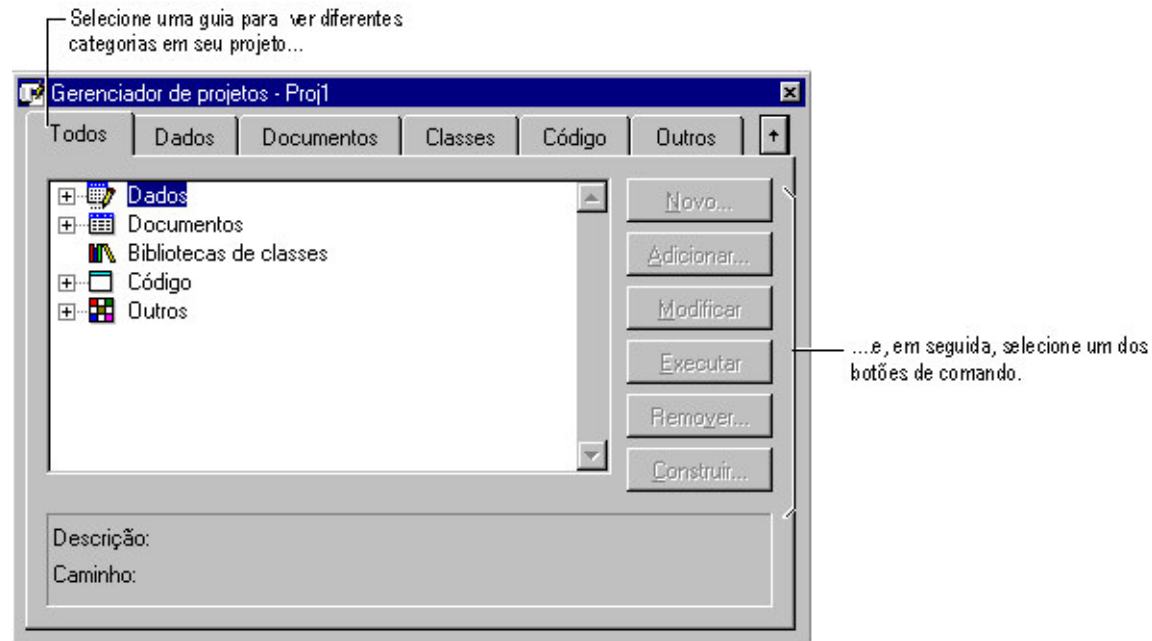 Selecione uma guia para ver diferentes
categorias em seu projeto...
Gerenciador de projetos - Proj1
Todos Dados Documentos Classes Código Outros
Dados
Documentos
Bibliotecas de classes
Código
Outros
Novo...
Adicionar...
Modificar
Executar
Remover...
Construir...
....e, em seguida, selecione um dos
botões de comando.
Descrição:
Caminho: